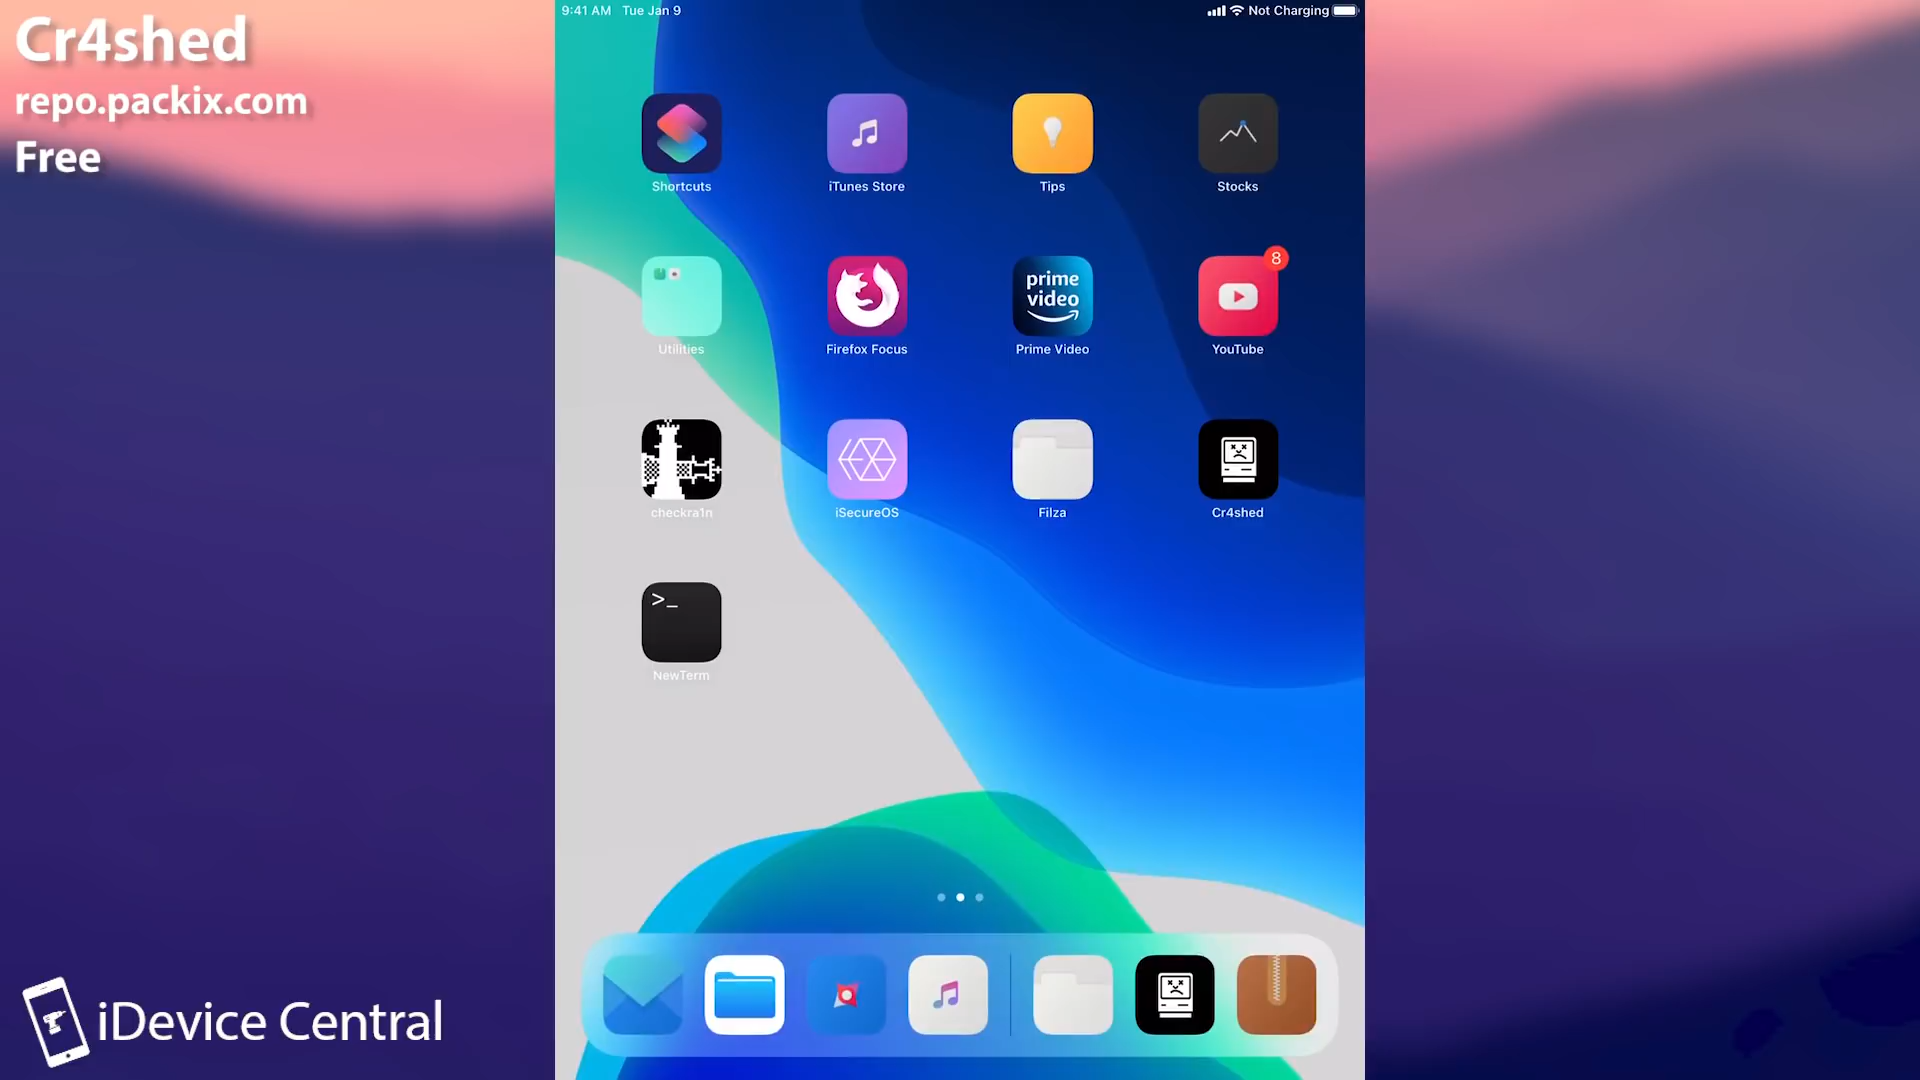 Cr4shed
repo.packix.com
Free
9:41 AM Tue Jan 9
Not Charging
Shortcuts
iTunes Store
Tips
Stocks
8
prime
video
Utilities
Firefox Focus
Prime Video
YouTube
checkra1n
iSecureOS
Filza
Cr4shed
>_
NewTerm
iDevice Central